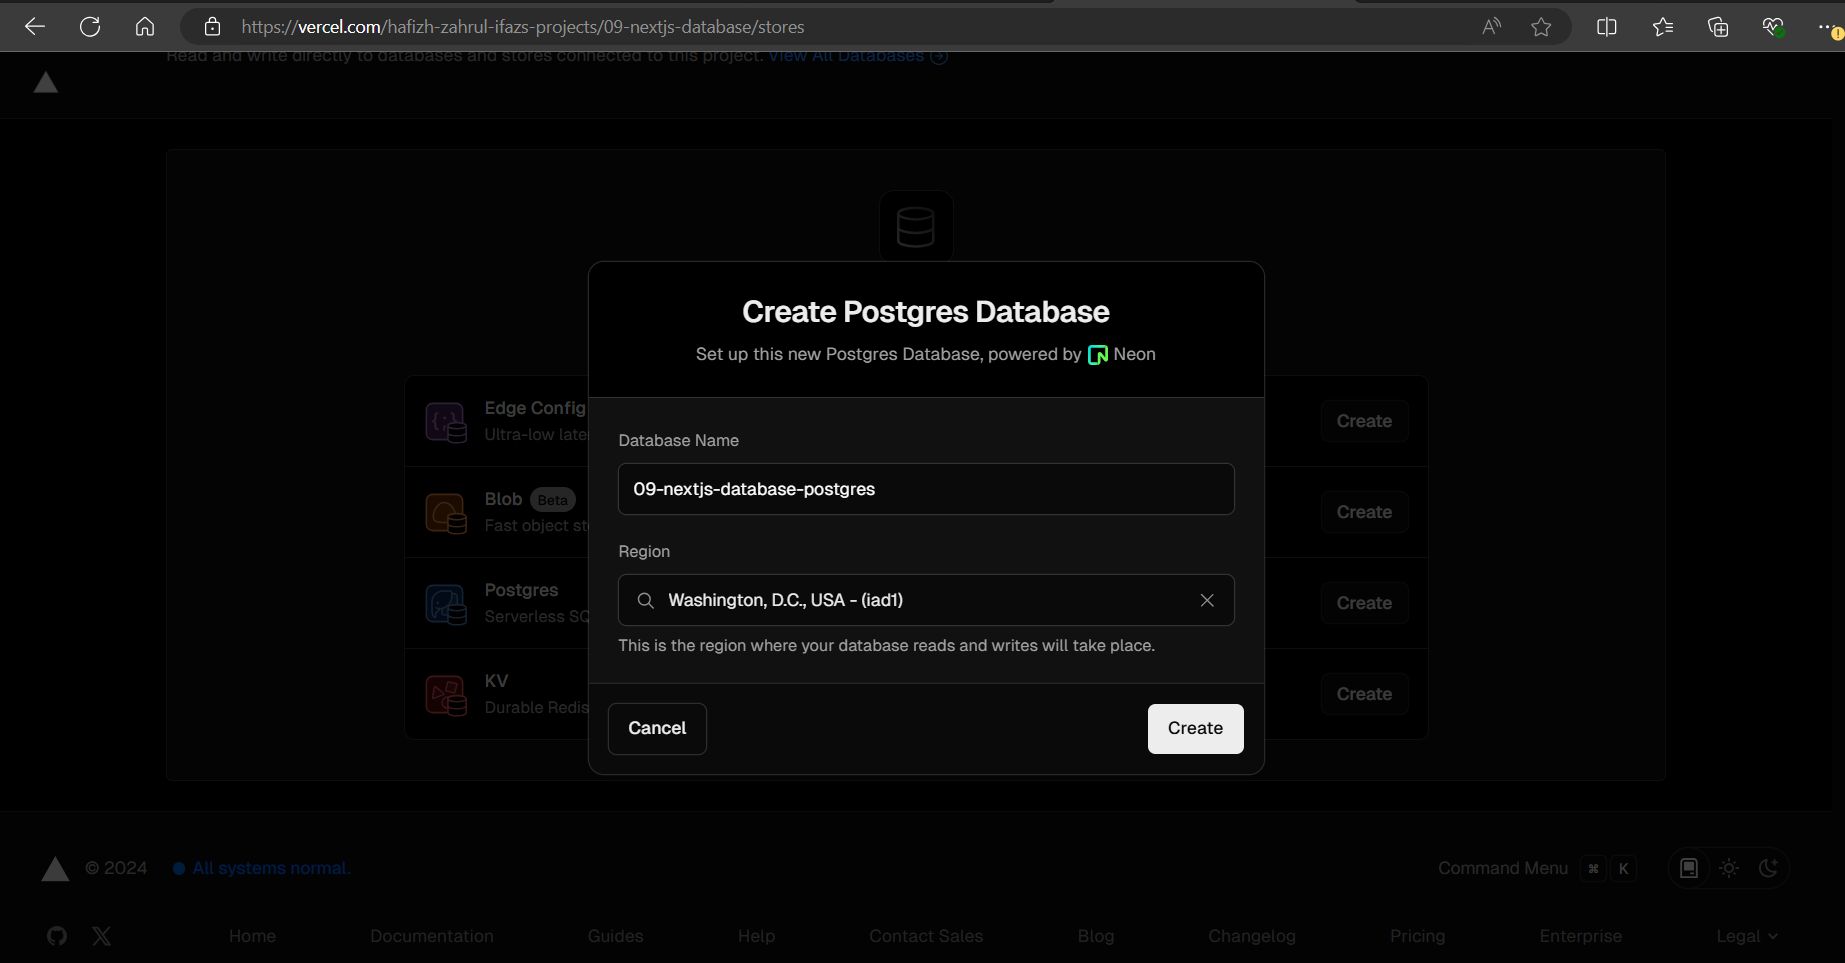 https://vercel.com/hafizh-zahrul-ifazs-projects/09-nextjs-database/stores
Read and write directly to databases and stores connected to this project. View All Databases
Create Postgres Database
Set up this new Postgres Database, powered by Neon
Edge Config
Ultra-low late
Create
Blob Beta
Fast object st
Create
Postgres
Serverless SQ
Create
KV
Durable Redis
Create
Database Name
09-nextjs-database-postgres
Region
Washington, D.C., USA - (iad1)
This is the region where your database reads and writes will take place.
Cancel
Create
© 2024
All systems normal.
Command Menu ⌘ K
Home
Documentation
Guides
Help
Contact Sales
Blog
Changelog
Pricing
Enterprise
Legal